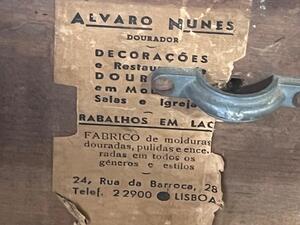 ALVARO NUNES
DOURADOR
DECORAÇÕES
e Restau
DOUR
em Mo
Salas e Igrej
RABALHOS EM LAC
FABRICO de molduras
douradas, pulidas e ence-
radas em todos os
géneros e estilos
24, Rua da Barroca, 28
Telef. 22900 LISBOA